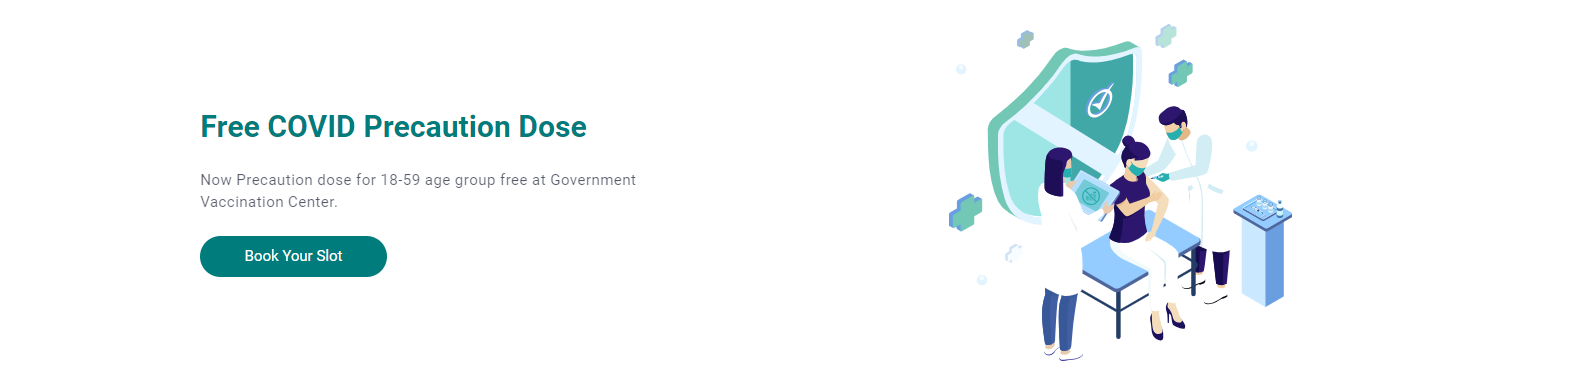 Free COVID Precaution Dose
Now Precaution dose for 18-59 age group free at Government
Vaccination Center.
Book Your Slot